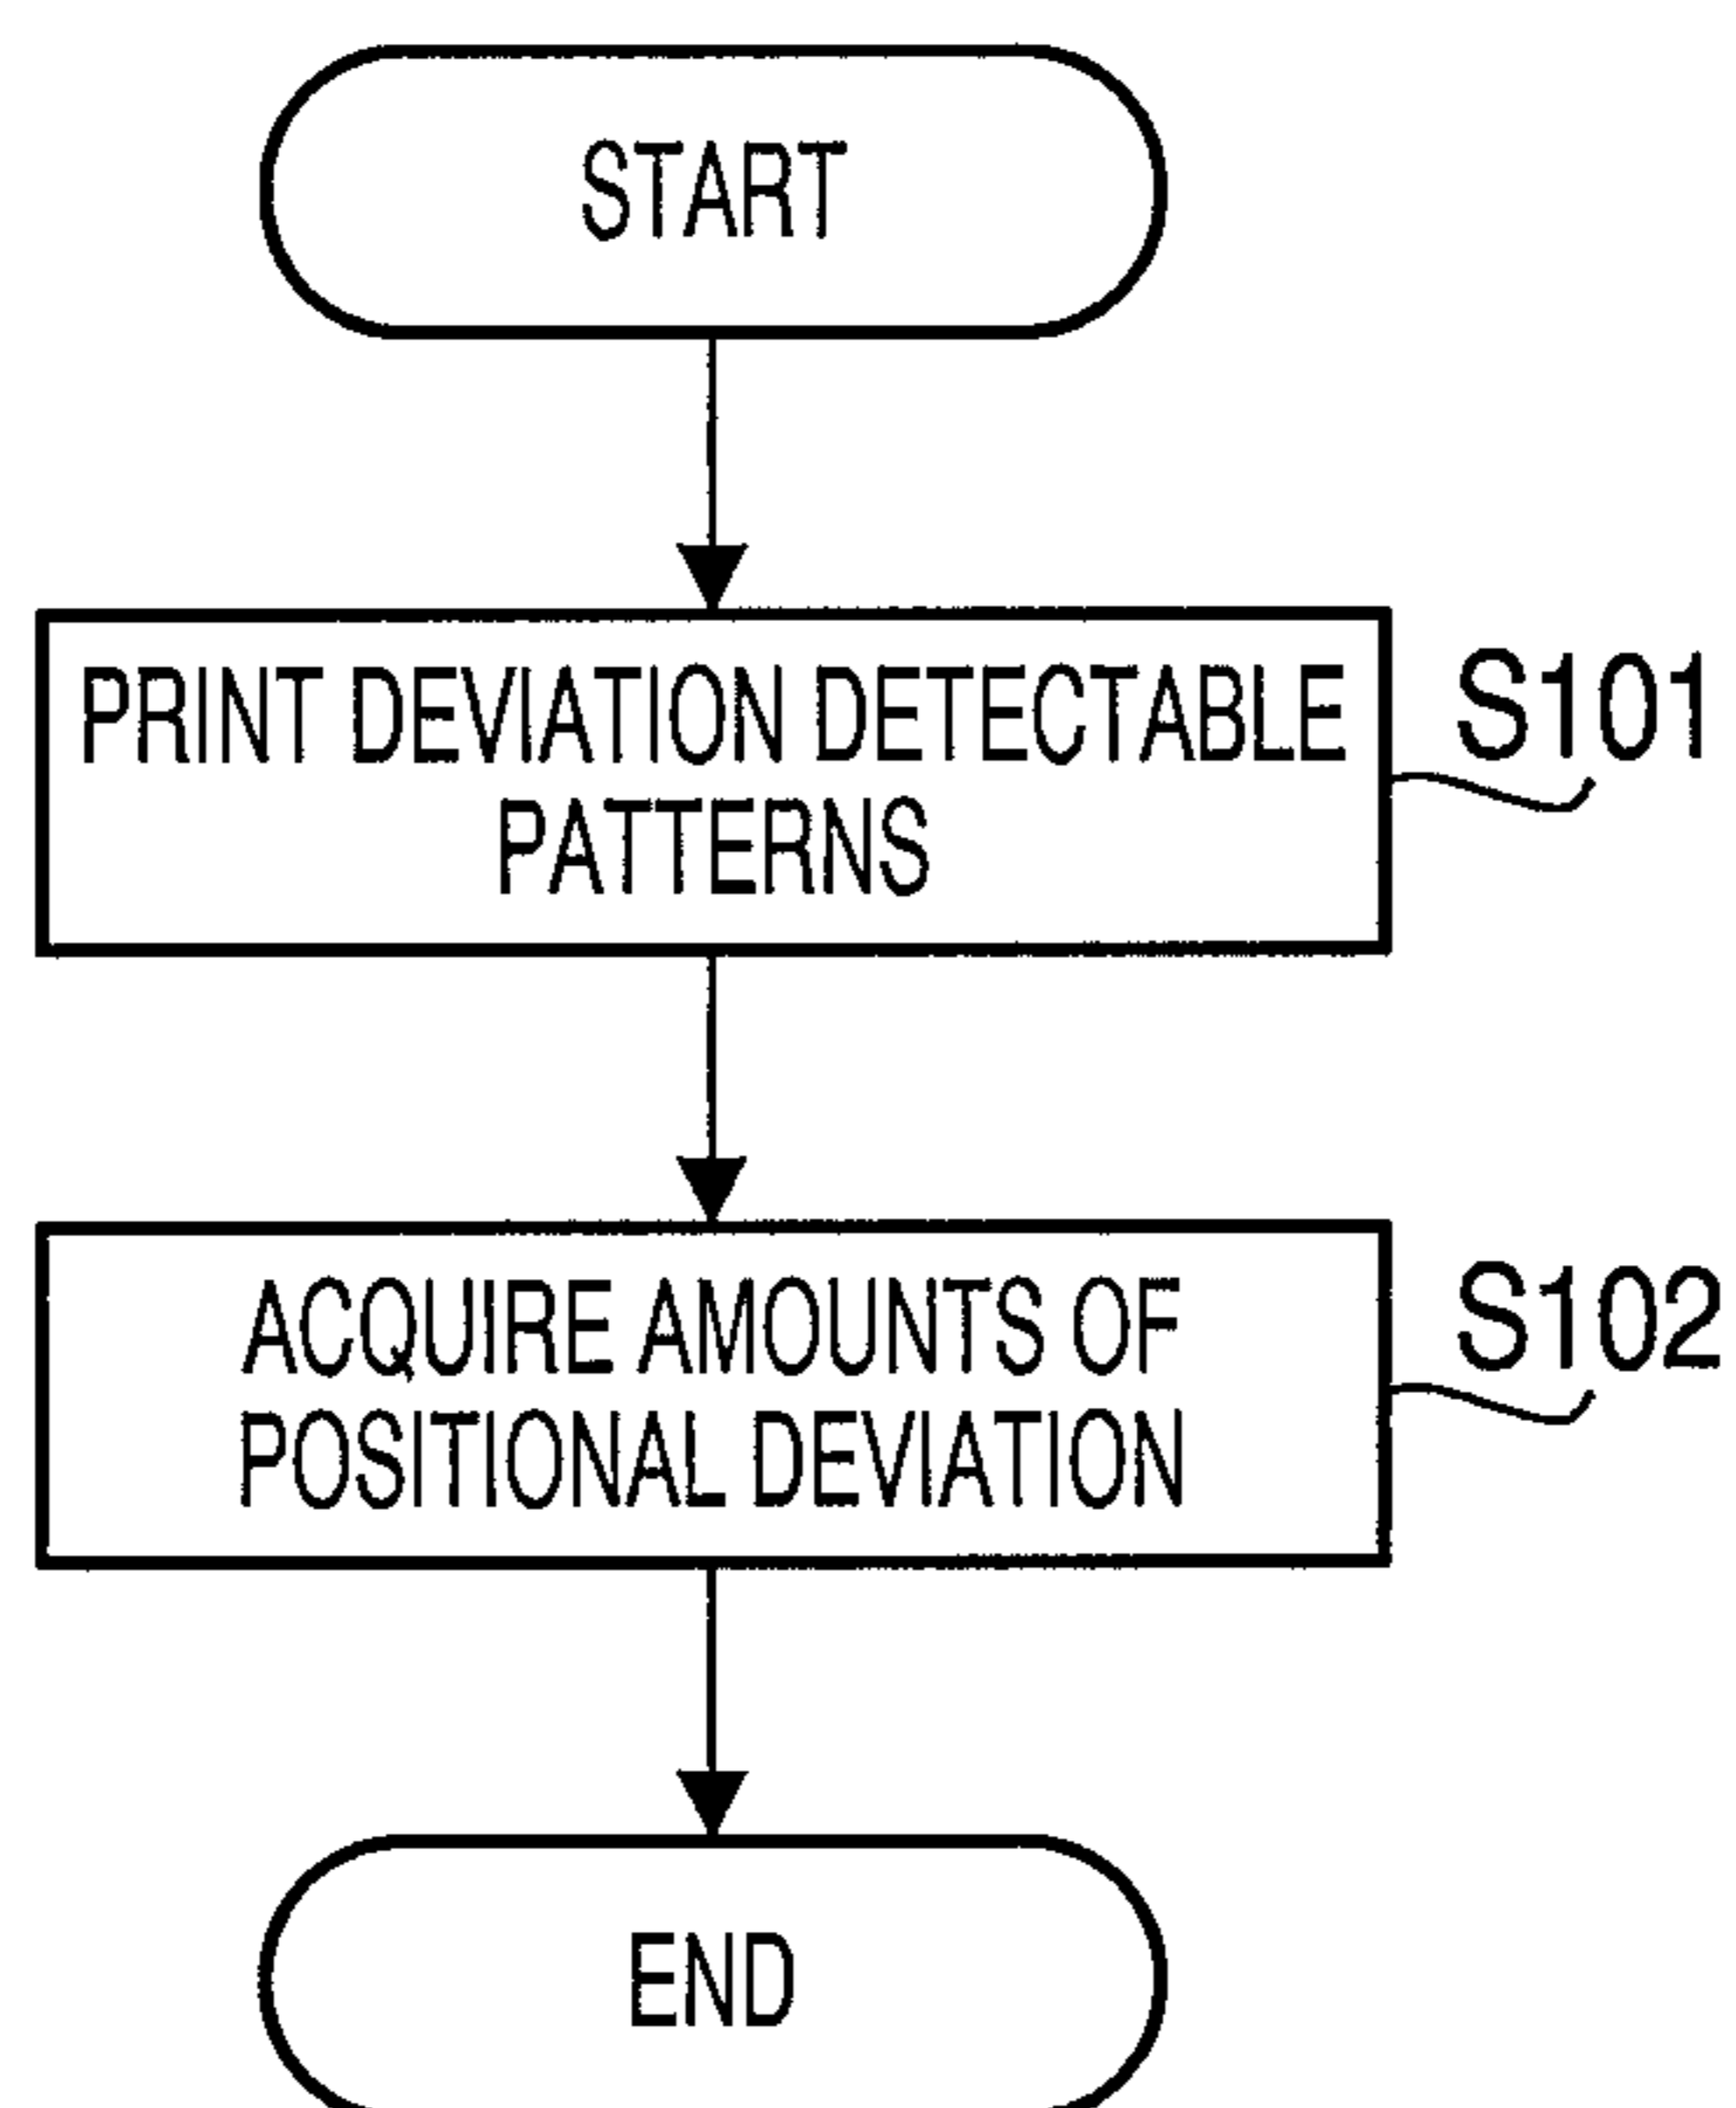 START
PRINT DEVIATION DETECTABLE
PATTERNS
S101
ACQUIRE AMOUNTS OF
POSITIONAL DEVIATION
S102
END